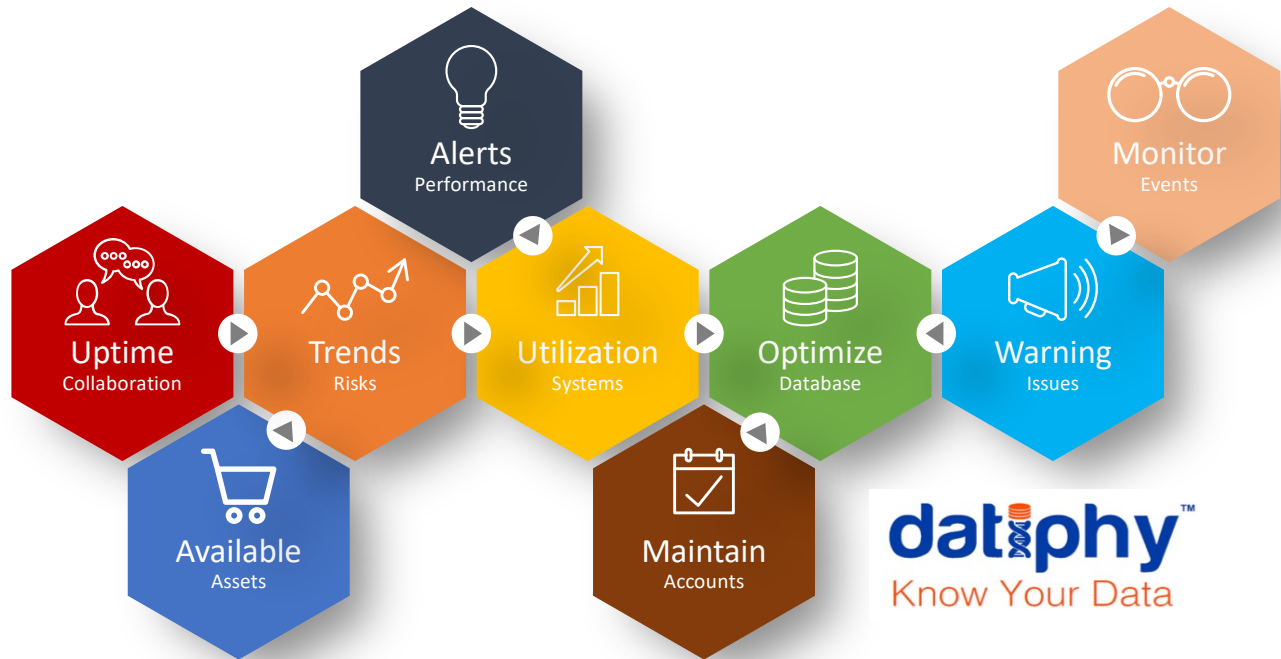 Alerts
Performance
Monitor
Events
Uptime
Collaboration
Trends
Risks
Utilization
Systems
Optimize
Database
Warning
Issues
Available
Assets
Maintain
Accounts
datiphy™
Know Your Data